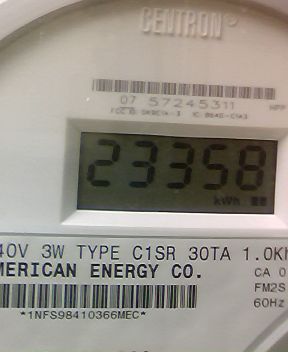 CENTRON®
07 57245311
23358
kWh
40V 3W TYPE C1SR 30TA 1.0Kh
MERICAN ENERGY CO.
CA 0
FM2S
60Hz
*1NFS98410366MEC*